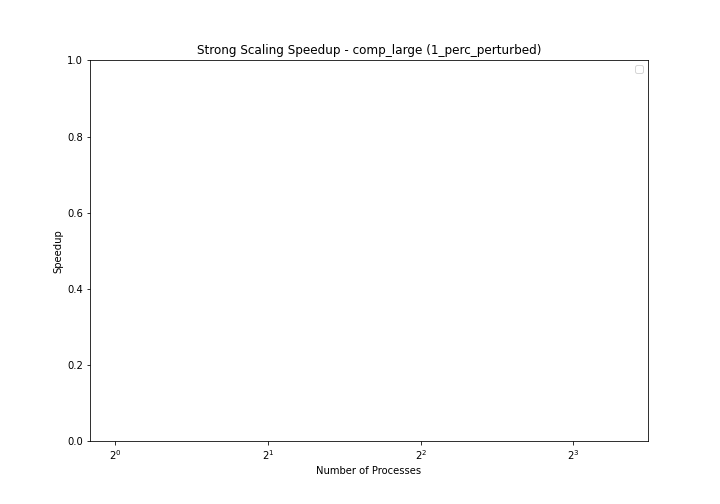 Strong Scaling Speedup - comp_large (1_perc_perturbed)
1.0
0.8
0.6
0.4
0.2
0.0
Speedup
2⁰ 2¹ 2² 2³
Number of Processes